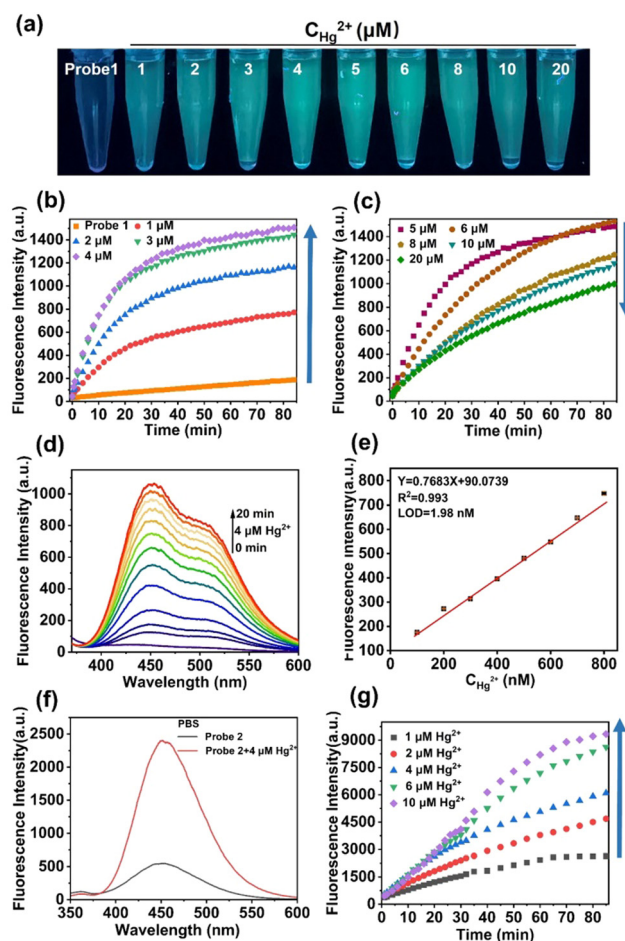 (a)
C_Hg²⁺ (μM)
Probe1 1 2 3 4 5 6 8 10 20
(b)
Fluorescence Intensity (a.u.)
1400
1200
1000
800
600
400
200
0
Probe 1 1 μM
2 μM 3 μM
4 μM
0 10 20 30 40 50 60 70 80
Time (min)
(c)
Fluorescence Intensity (a.u.)
1400
1200
1000
800
600
400
200
0
5 μM 6 μM
8 μM 10 μM
20 μM
0 10 20 30 40 50 60 70 80
Time (min)
(d)
Fluorescence Intensity (a.u.)
1000
800
600
400
200
0
20 min
4 μM Hg²⁺
0 min
400 450 500 550 600
Wavelength (nm)
(e)
Fluorescence Intensity(a.u.)
800
700
600
500
400
300
200
100
Y=0.7683X+90.0739
R²=0.993
LOD=1.98 nM
0 200 400 600 800
C_Hg²⁺ (nM)
(f)
Fluorescence Intensity(a.u.)
2500
2000
1500
1000
500
0
PBS
Probe 2
Probe 2+4 μM Hg²⁺
350 400 450 500 550 600
Wavelength (nm)
(g)
Fluorescence Intensity(a.u.)
9000
7500
6000
4500
3000
1500
0
1 μM Hg²⁺
2 μM Hg²⁺
4 μM Hg²⁺
6 μM Hg²⁺
10 μM Hg²⁺
0 10 20 30 40 50 60 70 80
Time (min)